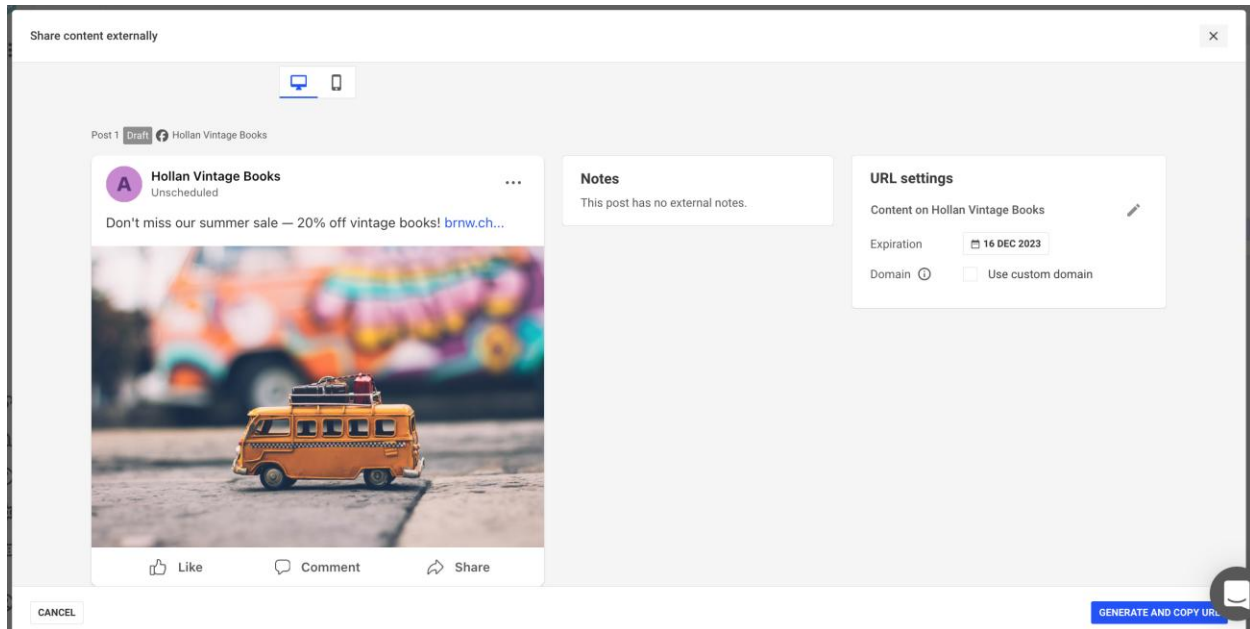 Share content externally
Post 1 Draft Hollan Vintage Books
A
Hollan Vintage Books
Unscheduled
Don't miss our summer sale — 20% off vintage books! brnw.ch...
Like Comment Share
Notes
This post has no external notes.
URL settings
Content on Hollan Vintage Books
Expiration 16 DEC 2023
Domain Use custom domain
CANCEL
GENERATE AND COPY